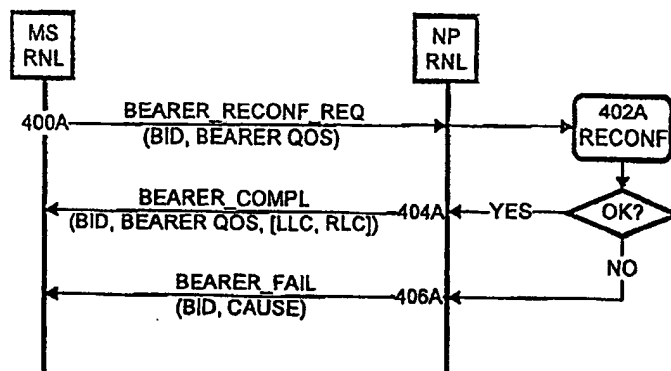 MS
RNL
NP
RNL
400A
BEARER_RECONF_REQ
(BID, BEARER QOS)
402A
RECONF
BEARER_COMPL
(BID, BEARER QOS, [LLC, RLC])
404A
YES
OK?
NO
BEARER_FAIL
(BID, CAUSE)
406A